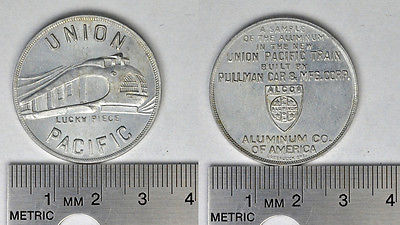 UNION
LUCKY PIECE
PACIFIC
1 MM 2 3 4
METRIC
A SAMPLE
OF THE ALUMINUM
IN THE NEW
UNION PACIFIC TRAIN
BUILT BY
PULLMAN CAR & MFG. CORP.
ALCOA
ALUMINUM CO.
OF AMERICA
1 MM 2 3 4
METRIC